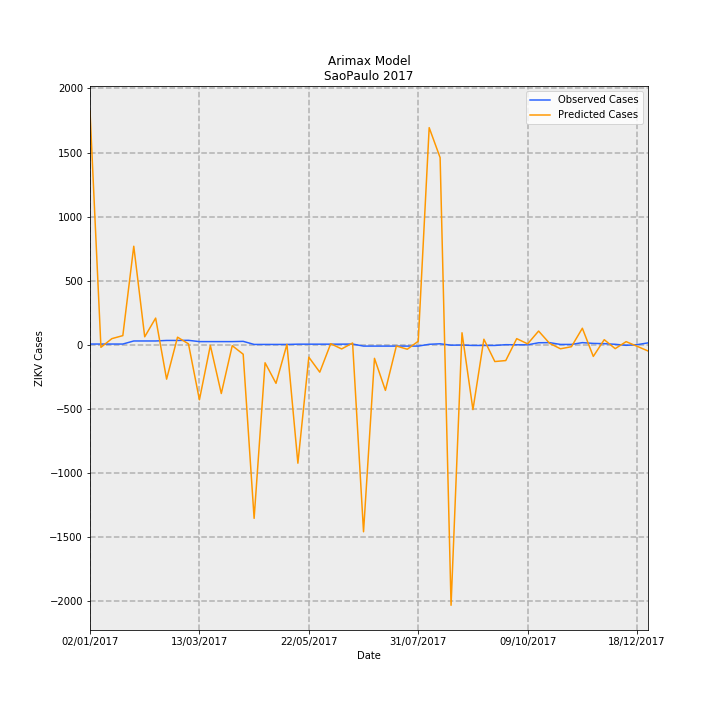 Arimax Model
SaoPaulo 2017
Observed Cases
Predicted Cases
2000
1500
1000
500
0
−500
−1000
−1500
−2000
ZIKV Cases
02/01/2017 13/03/2017 22/05/2017 31/07/2017 09/10/2017 18/12/2017
Date